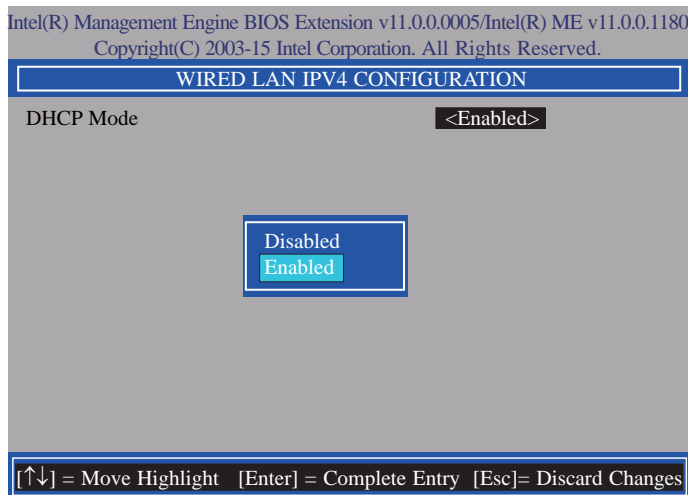 Intel(R) Management Engine BIOS Extension v11.0.0.0005/Intel(R) ME v11.0.0.1180
Copyright(C) 2003-15 Intel Corporation. All Rights Reserved.
WIRED LAN IPV4 CONFIGURATION
DHCP Mode <Enabled>
Disabled
Enabled
[↑↓] = Move Highlight [Enter] = Complete Entry [Esc]= Discard Changes